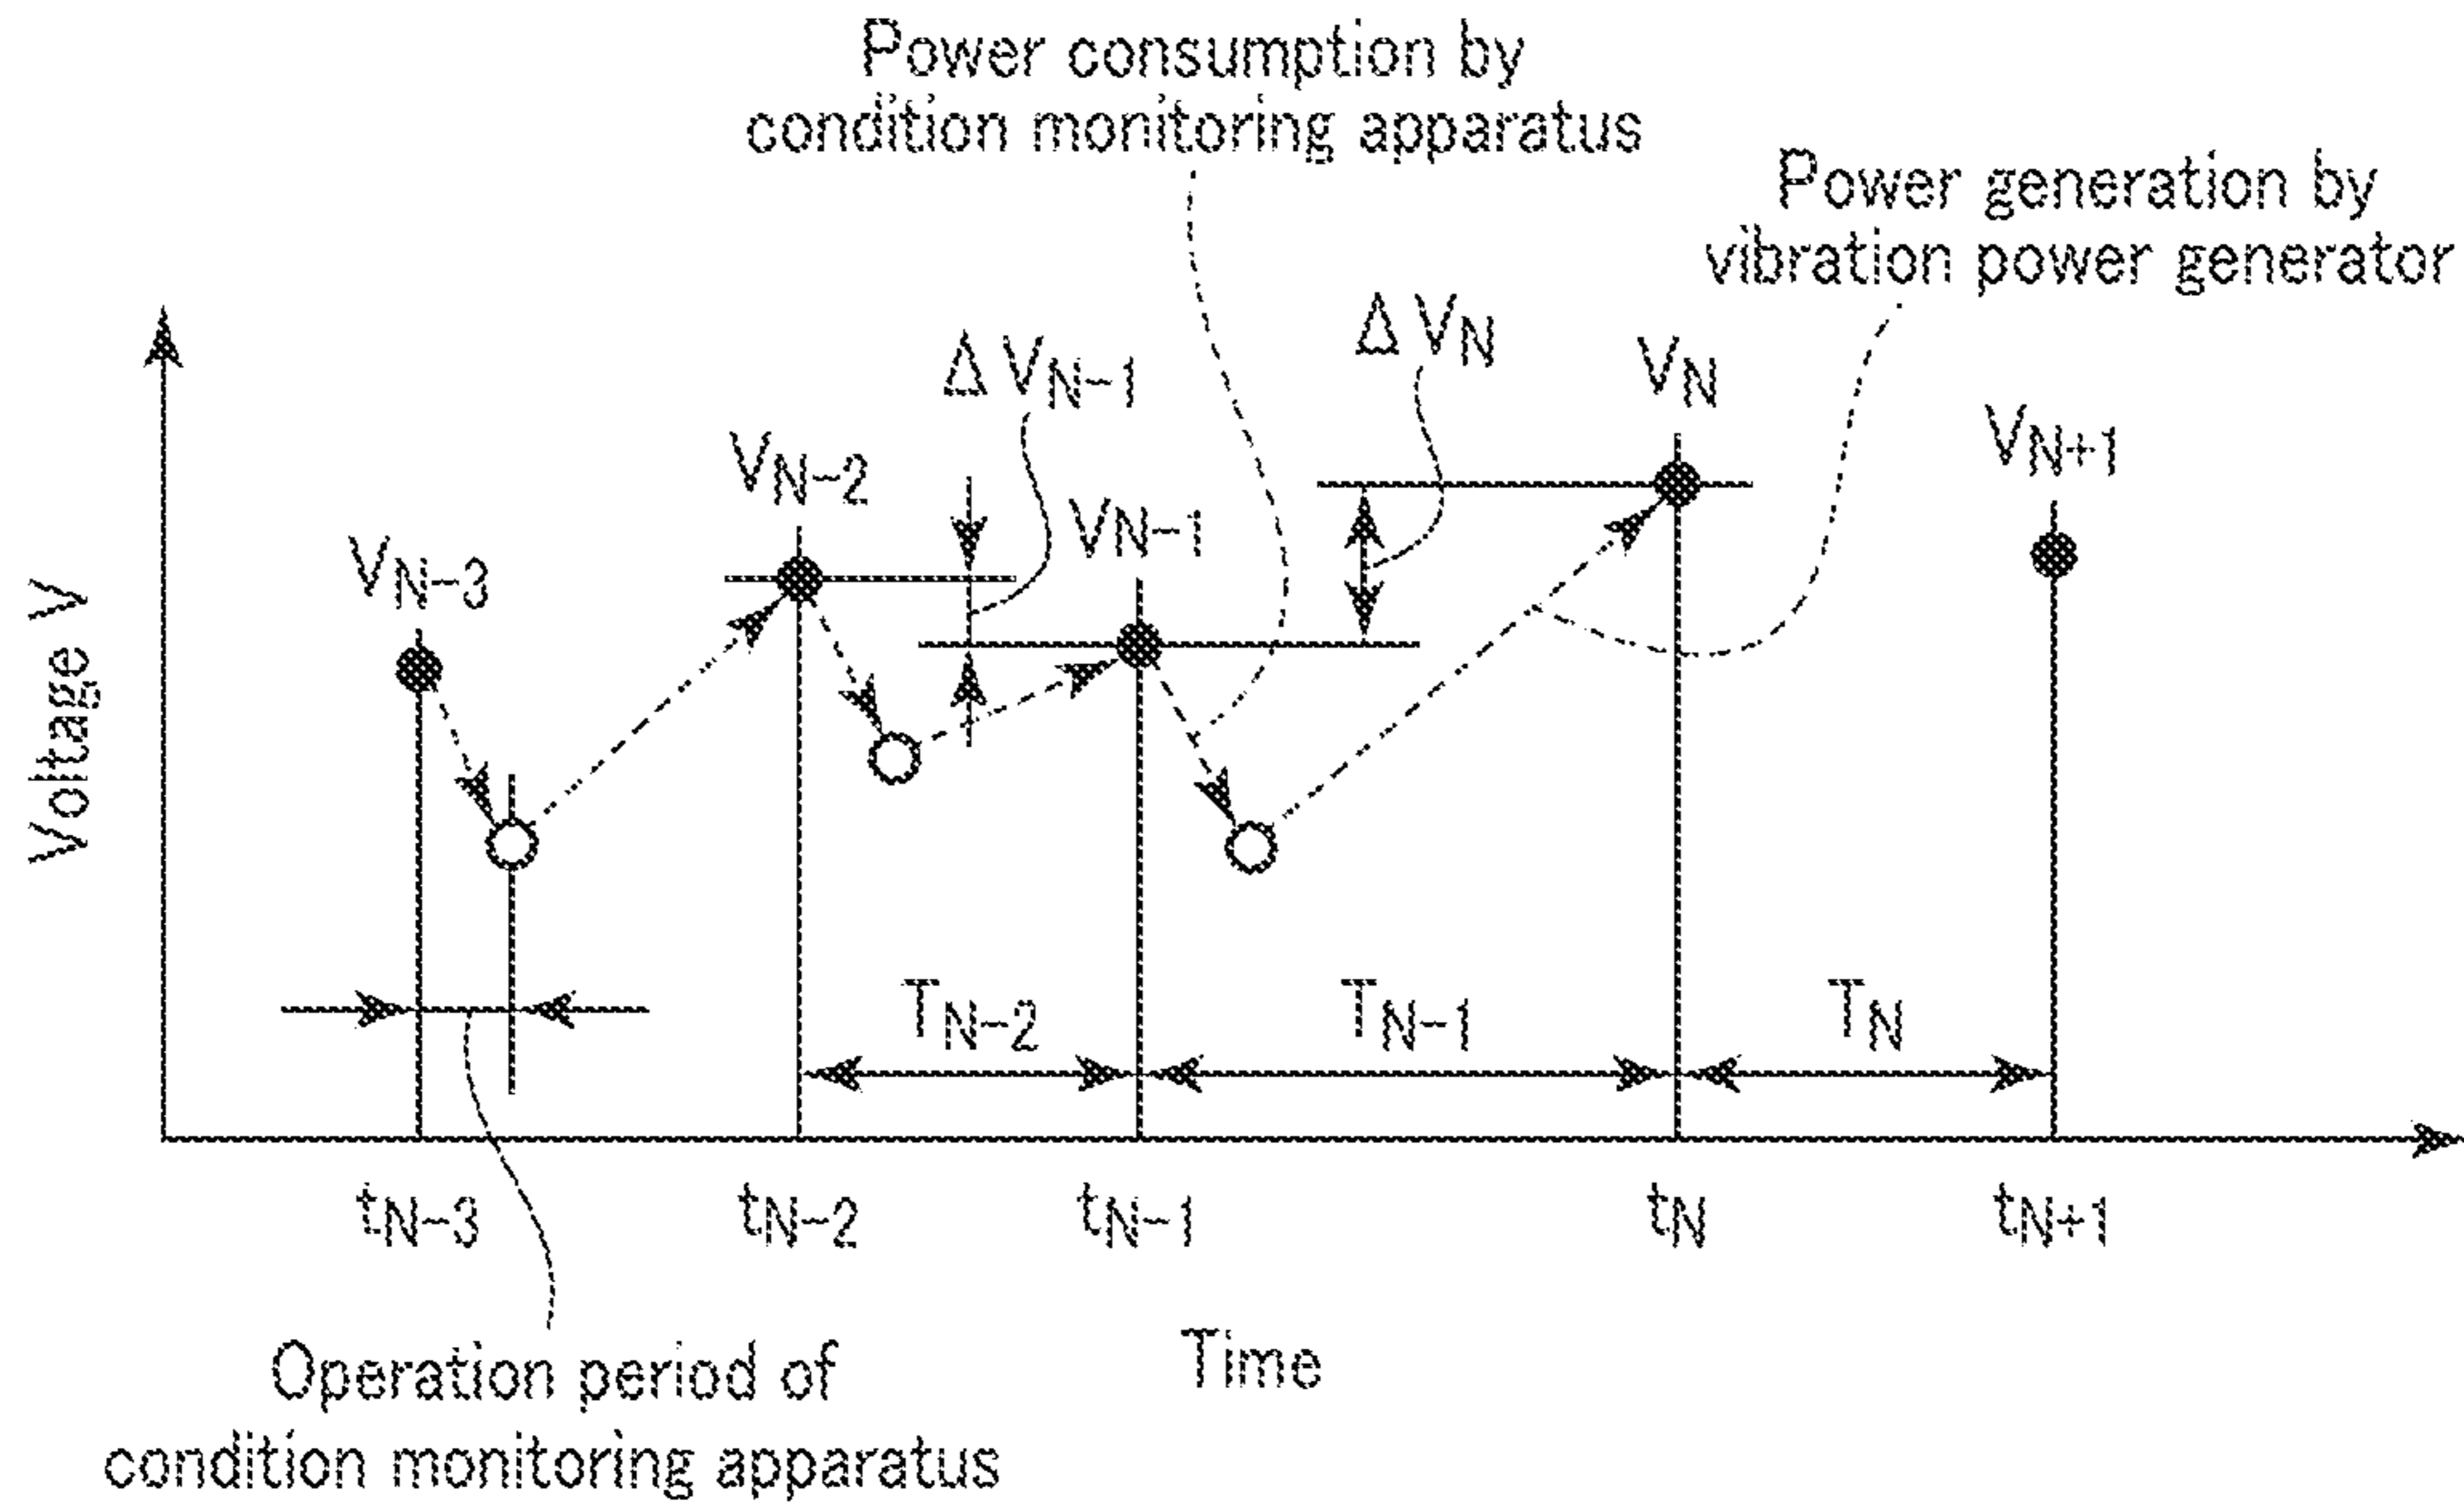 Power consumption by
condition monitoring apparatus
Power generation by
vibration power generator
ΔVN-1
ΔVN
VN
VN+1
VN-2
VN-1
VN-3
Voltage V
TN-2
TN-1
TN
tN-3
tN-2
tN-1
tN
tN+1
Time
Operation period of
condition monitoring apparatus